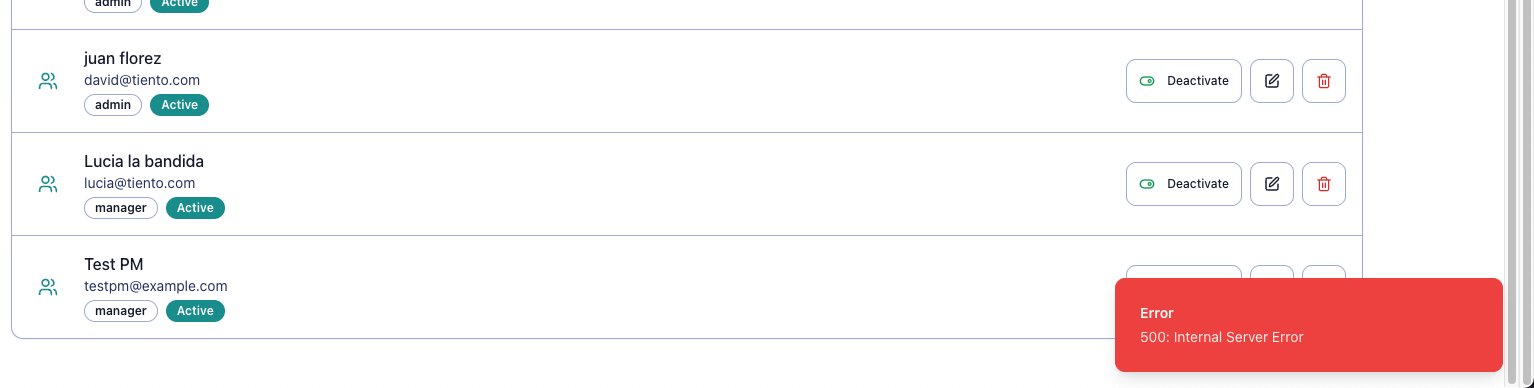 admin Active
juan florez
david@tiento.com
admin Active
Deactivate
Lucia la bandida
lucia@tiento.com
manager Active
Deactivate
Test PM
testpm@example.com
manager Active
Error
500: Internal Server Error